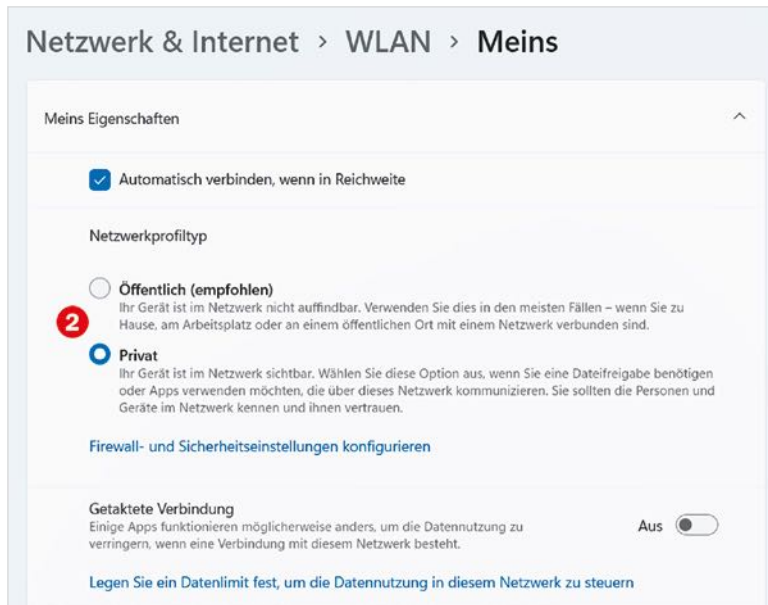 Netzwerk & Internet > WLAN > Meins
Meins Eigenschaften
Automatisch verbinden, wenn in Reichweite
Netzwerkprofiltyp
Öffentlich (empfohlen)
Ihr Gerät ist im Netzwerk nicht auffindbar. Verwenden Sie dies in den meisten Fällen – wenn Sie zu
Hause, am Arbeitsplatz oder an einem öffentlichen Ort mit einem Netzwerk verbunden sind.
2
Privat
Ihr Gerät ist im Netzwerk sichtbar. Wählen Sie diese Option aus, wenn Sie eine Dateifreigabe benötigen
oder Apps verwenden möchten, die über dieses Netzwerk kommunizieren. Sie sollten die Personen und
Geräte im Netzwerk kennen und ihnen vertrauen.
Firewall- und Sicherheitseinstellungen konfigurieren
Getaktete Verbindung
Einige Apps funktionieren möglicherweise anders, um die Datennutzung zu
verringern, wenn eine Verbindung mit diesem Netzwerk besteht.
Aus
Legen Sie ein Datenlimit fest, um die Datennutzung in diesem Netzwerk zu steuern